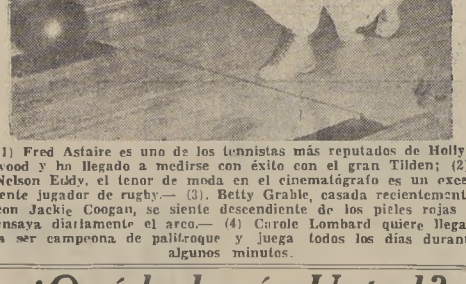 1) Fred Astaire es uno de los tennistas más reputados de Holly-
wood y ha llegado a medirse con éxito con el gran Tilden; (2)
Nelson Eddy, el tenor de moda en el cinematógrafo es un exce
ente jugador de rugby.— (3). Betty Grable, casada recientement
con Jackie Coogan, se siente descendiente de los pieles rojas
ensaya diariamente el arco.— (4) Carole Lombard quiere llega
a ser campeona de palitroque y juega todos los días durant
algunos minutos.